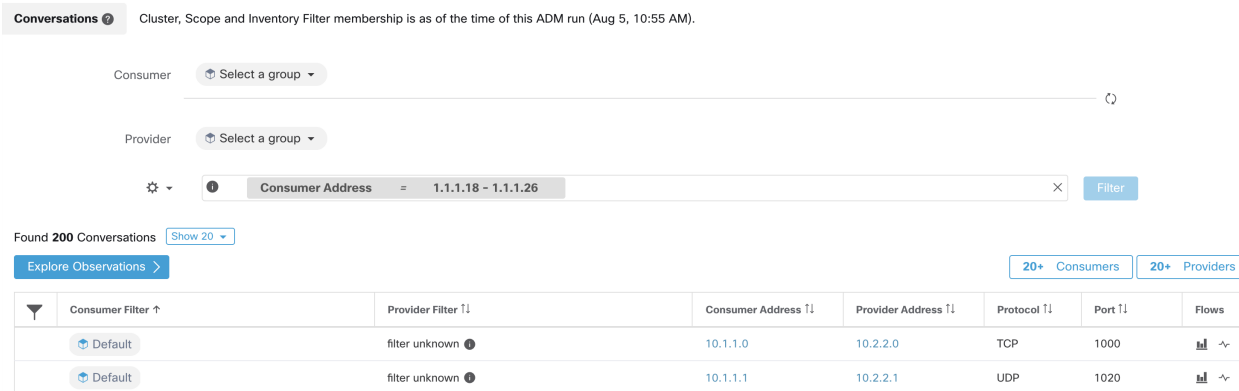 Conversations Cluster, Scope and Inventory Filter membership is as of the time of this ADM run (Aug 5, 10:55 AM).
Consumer Select a group
Provider Select a group
Consumer Address = 1.1.1.18 - 1.1.1.26 Filter
Found 200 Conversations Show 20
Explore Observations 20+ Consumers 20+ Providers
Consumer Filter Provider Filter Consumer Address Provider Address Protocol Port Flows
Default filter unknown 10.1.1.0 10.2.2.0 TCP 1000
Default filter unknown 10.1.1.1 10.2.2.1 UDP 1020